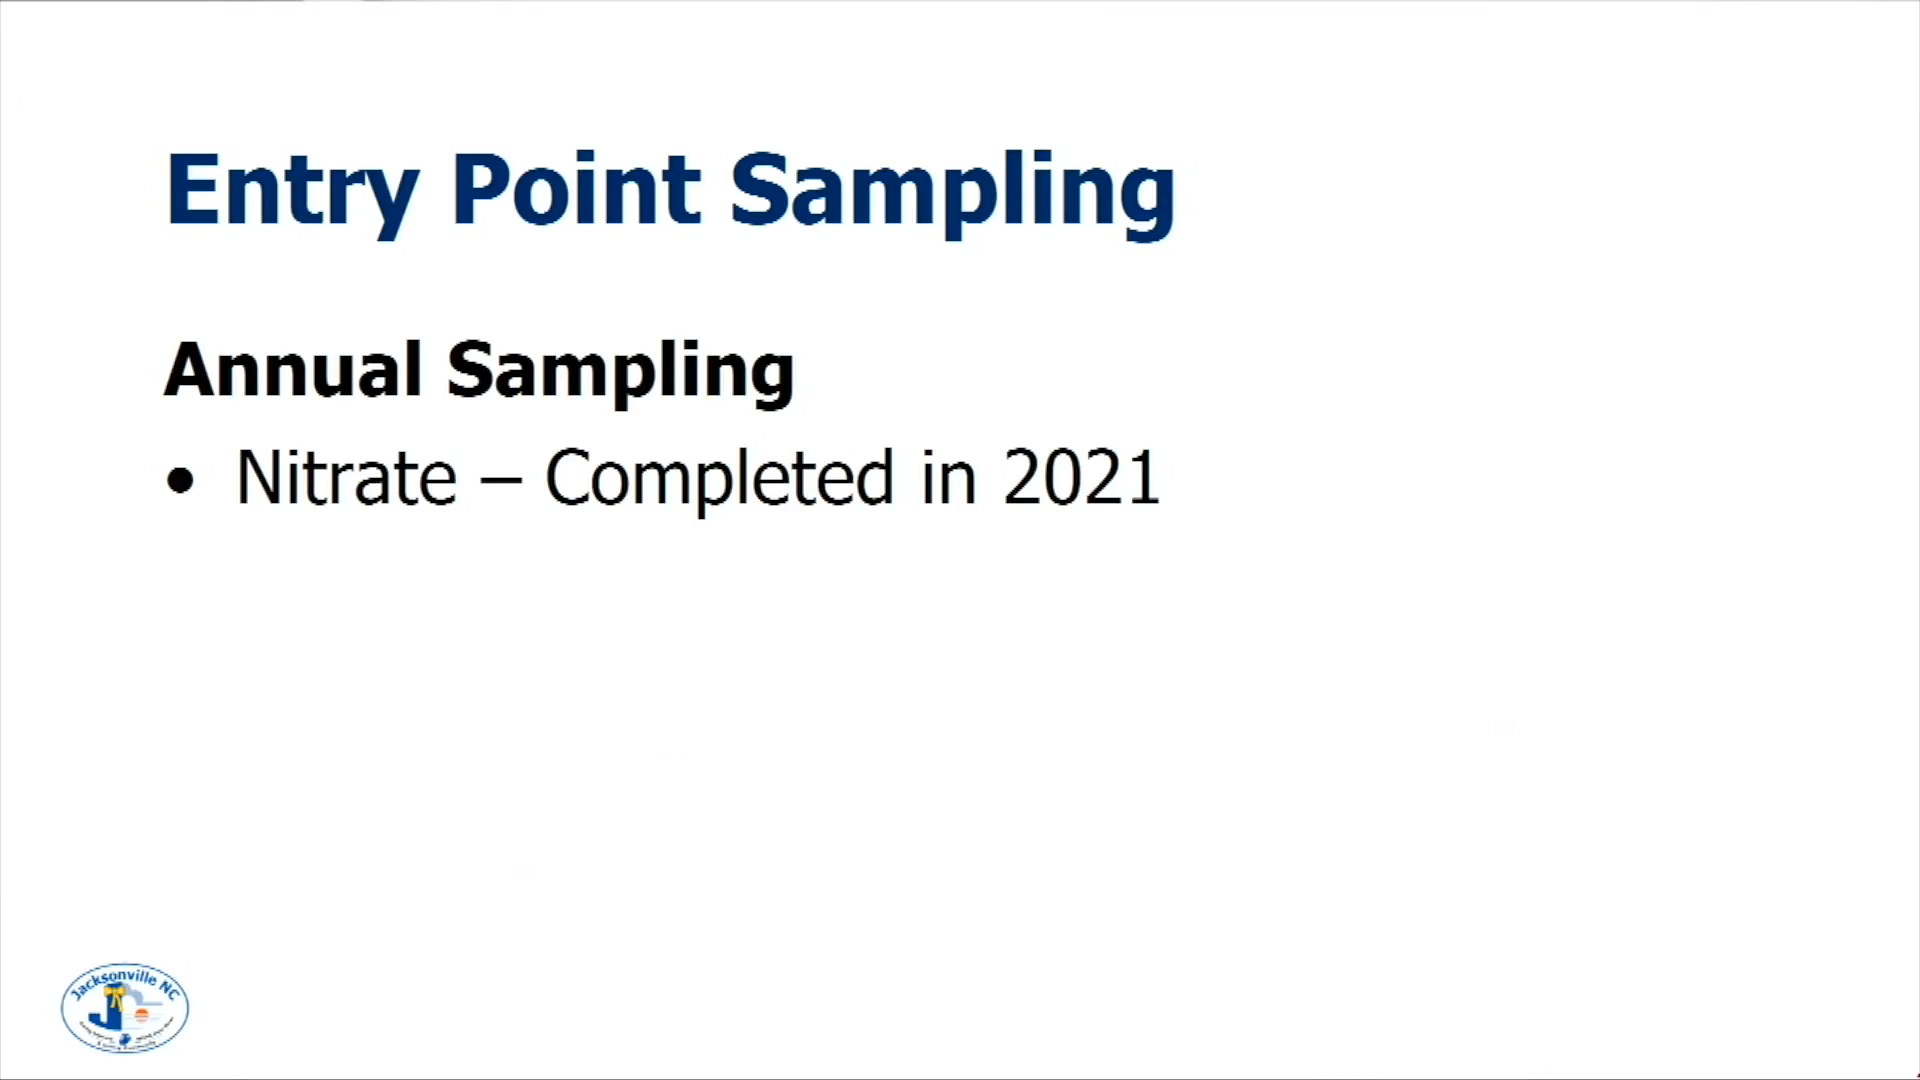 Entry Point Sampling
Annual Sampling
• Nitrate – Completed in 2021
Jacksonville NC